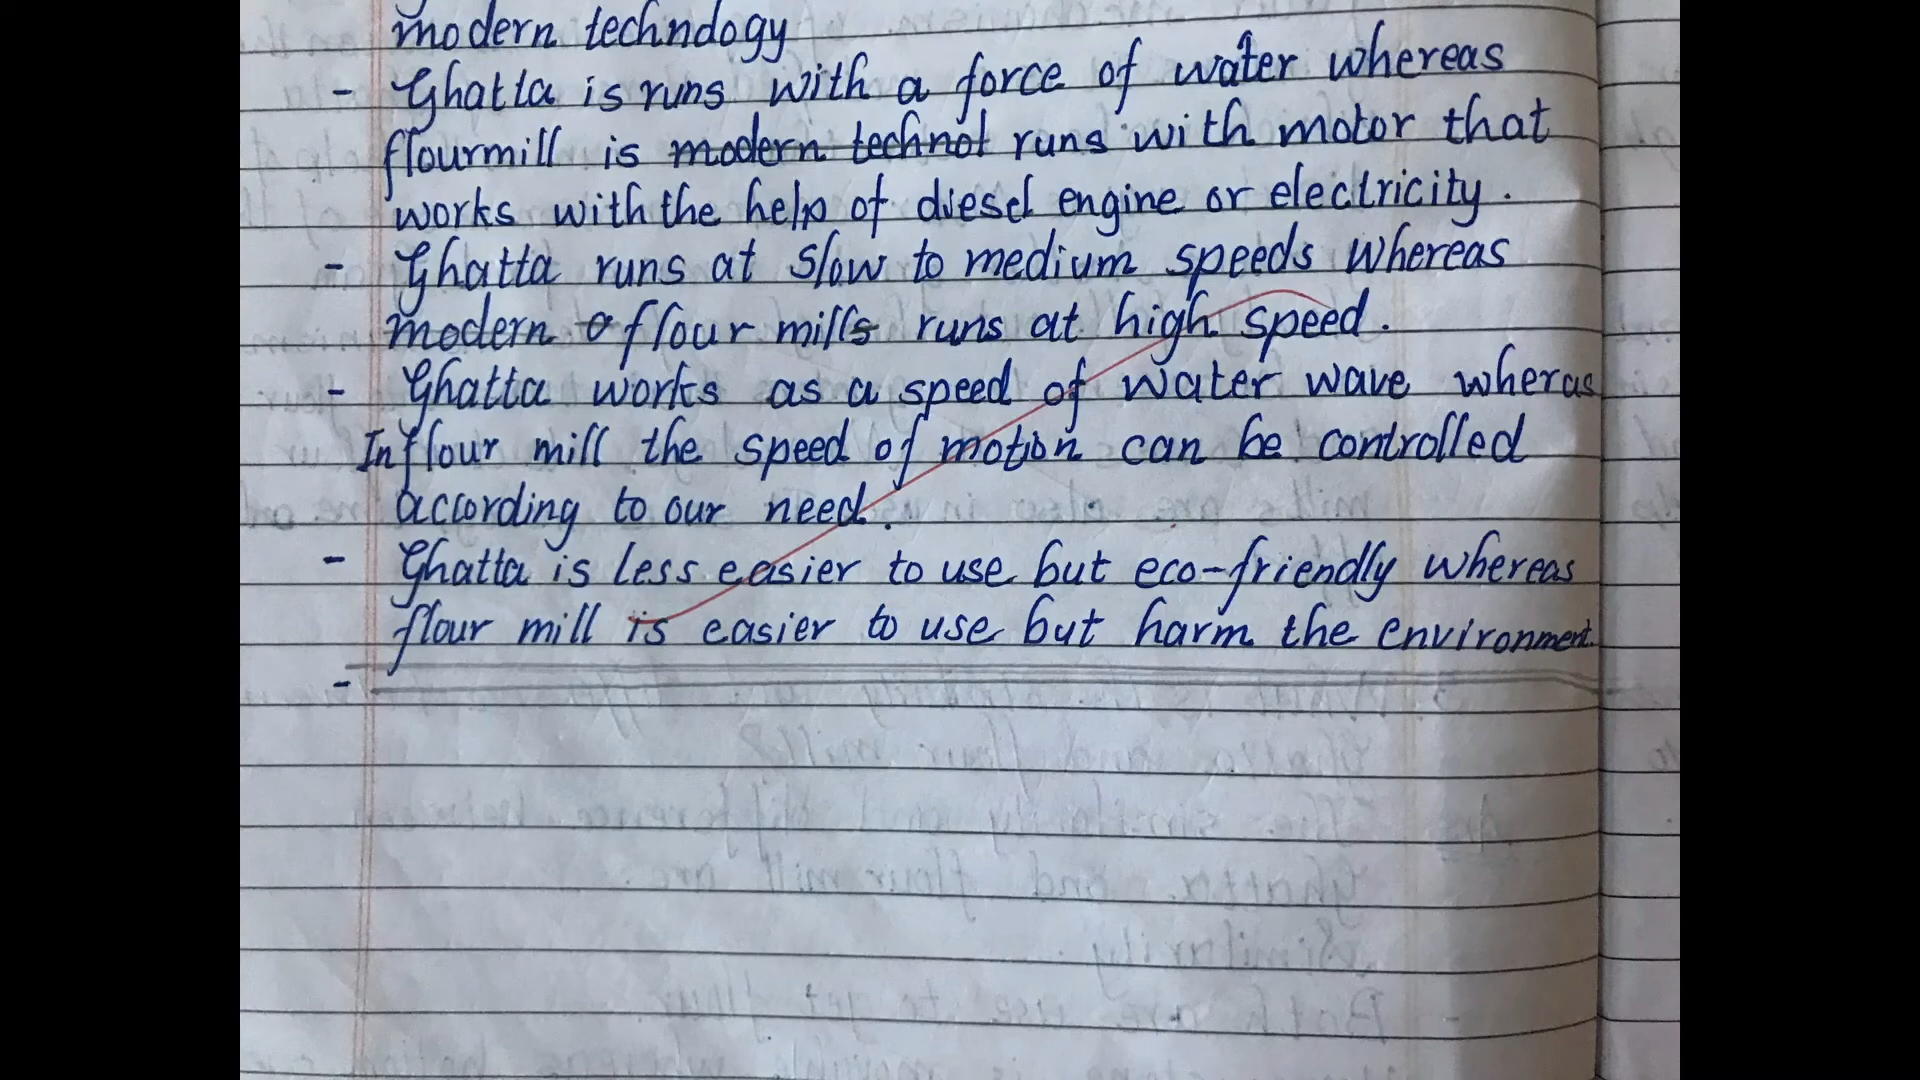 modern techndogy
- Ghatta is runs with a force of water whereas
flourmill is modern technol runs with motor that
works with the help of diesel engine or electricity.
- Ghatta runs at slow to medium speeds whereas
modern flour mills runs at high speed.
- Ghatta works as a speed of water wave wheras
In flour mill the speed of motion can be controlled
according to our need.
- Ghatta is less easier to use but eco-friendly whereas
flour mill is easier to use but harm the environment.
-